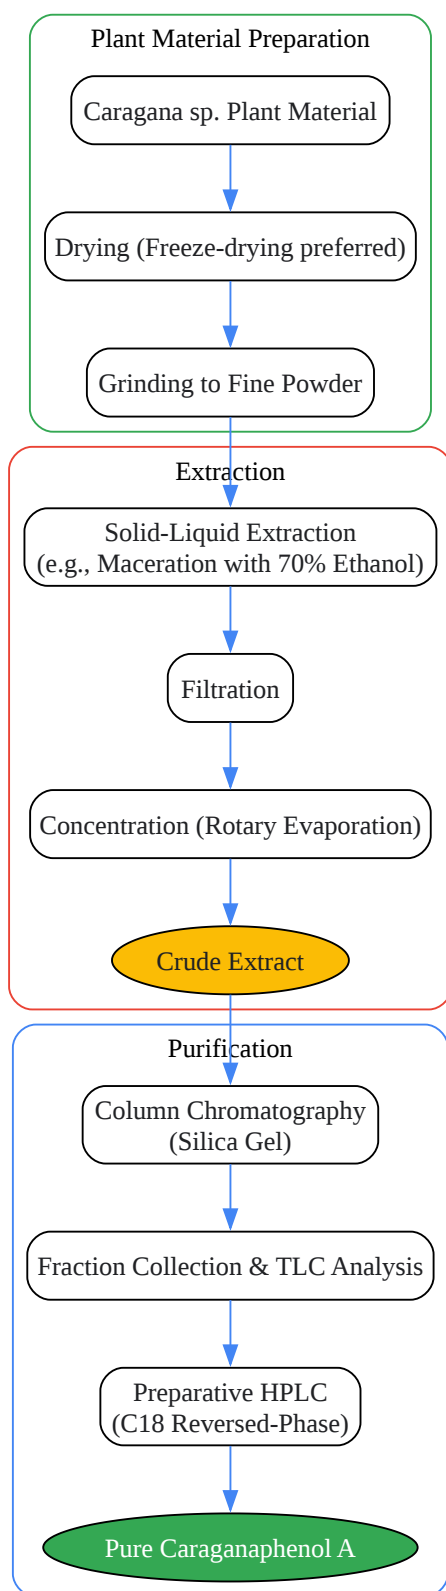 Plant Material Preparation
Caragana sp. Plant Material
Drying (Freeze-drying preferred)
Grinding to Fine Powder
Extraction
Solid-Liquid Extraction
(e.g., Maceration with 70% Ethanol)
Filtration
Concentration (Rotary Evaporation)
Crude Extract
Purification
Column Chromatography
(Silica Gel)
Fraction Collection & TLC Analysis
Preparative HPLC
(C18 Reversed-Phase)
Pure Caraganaphenol A